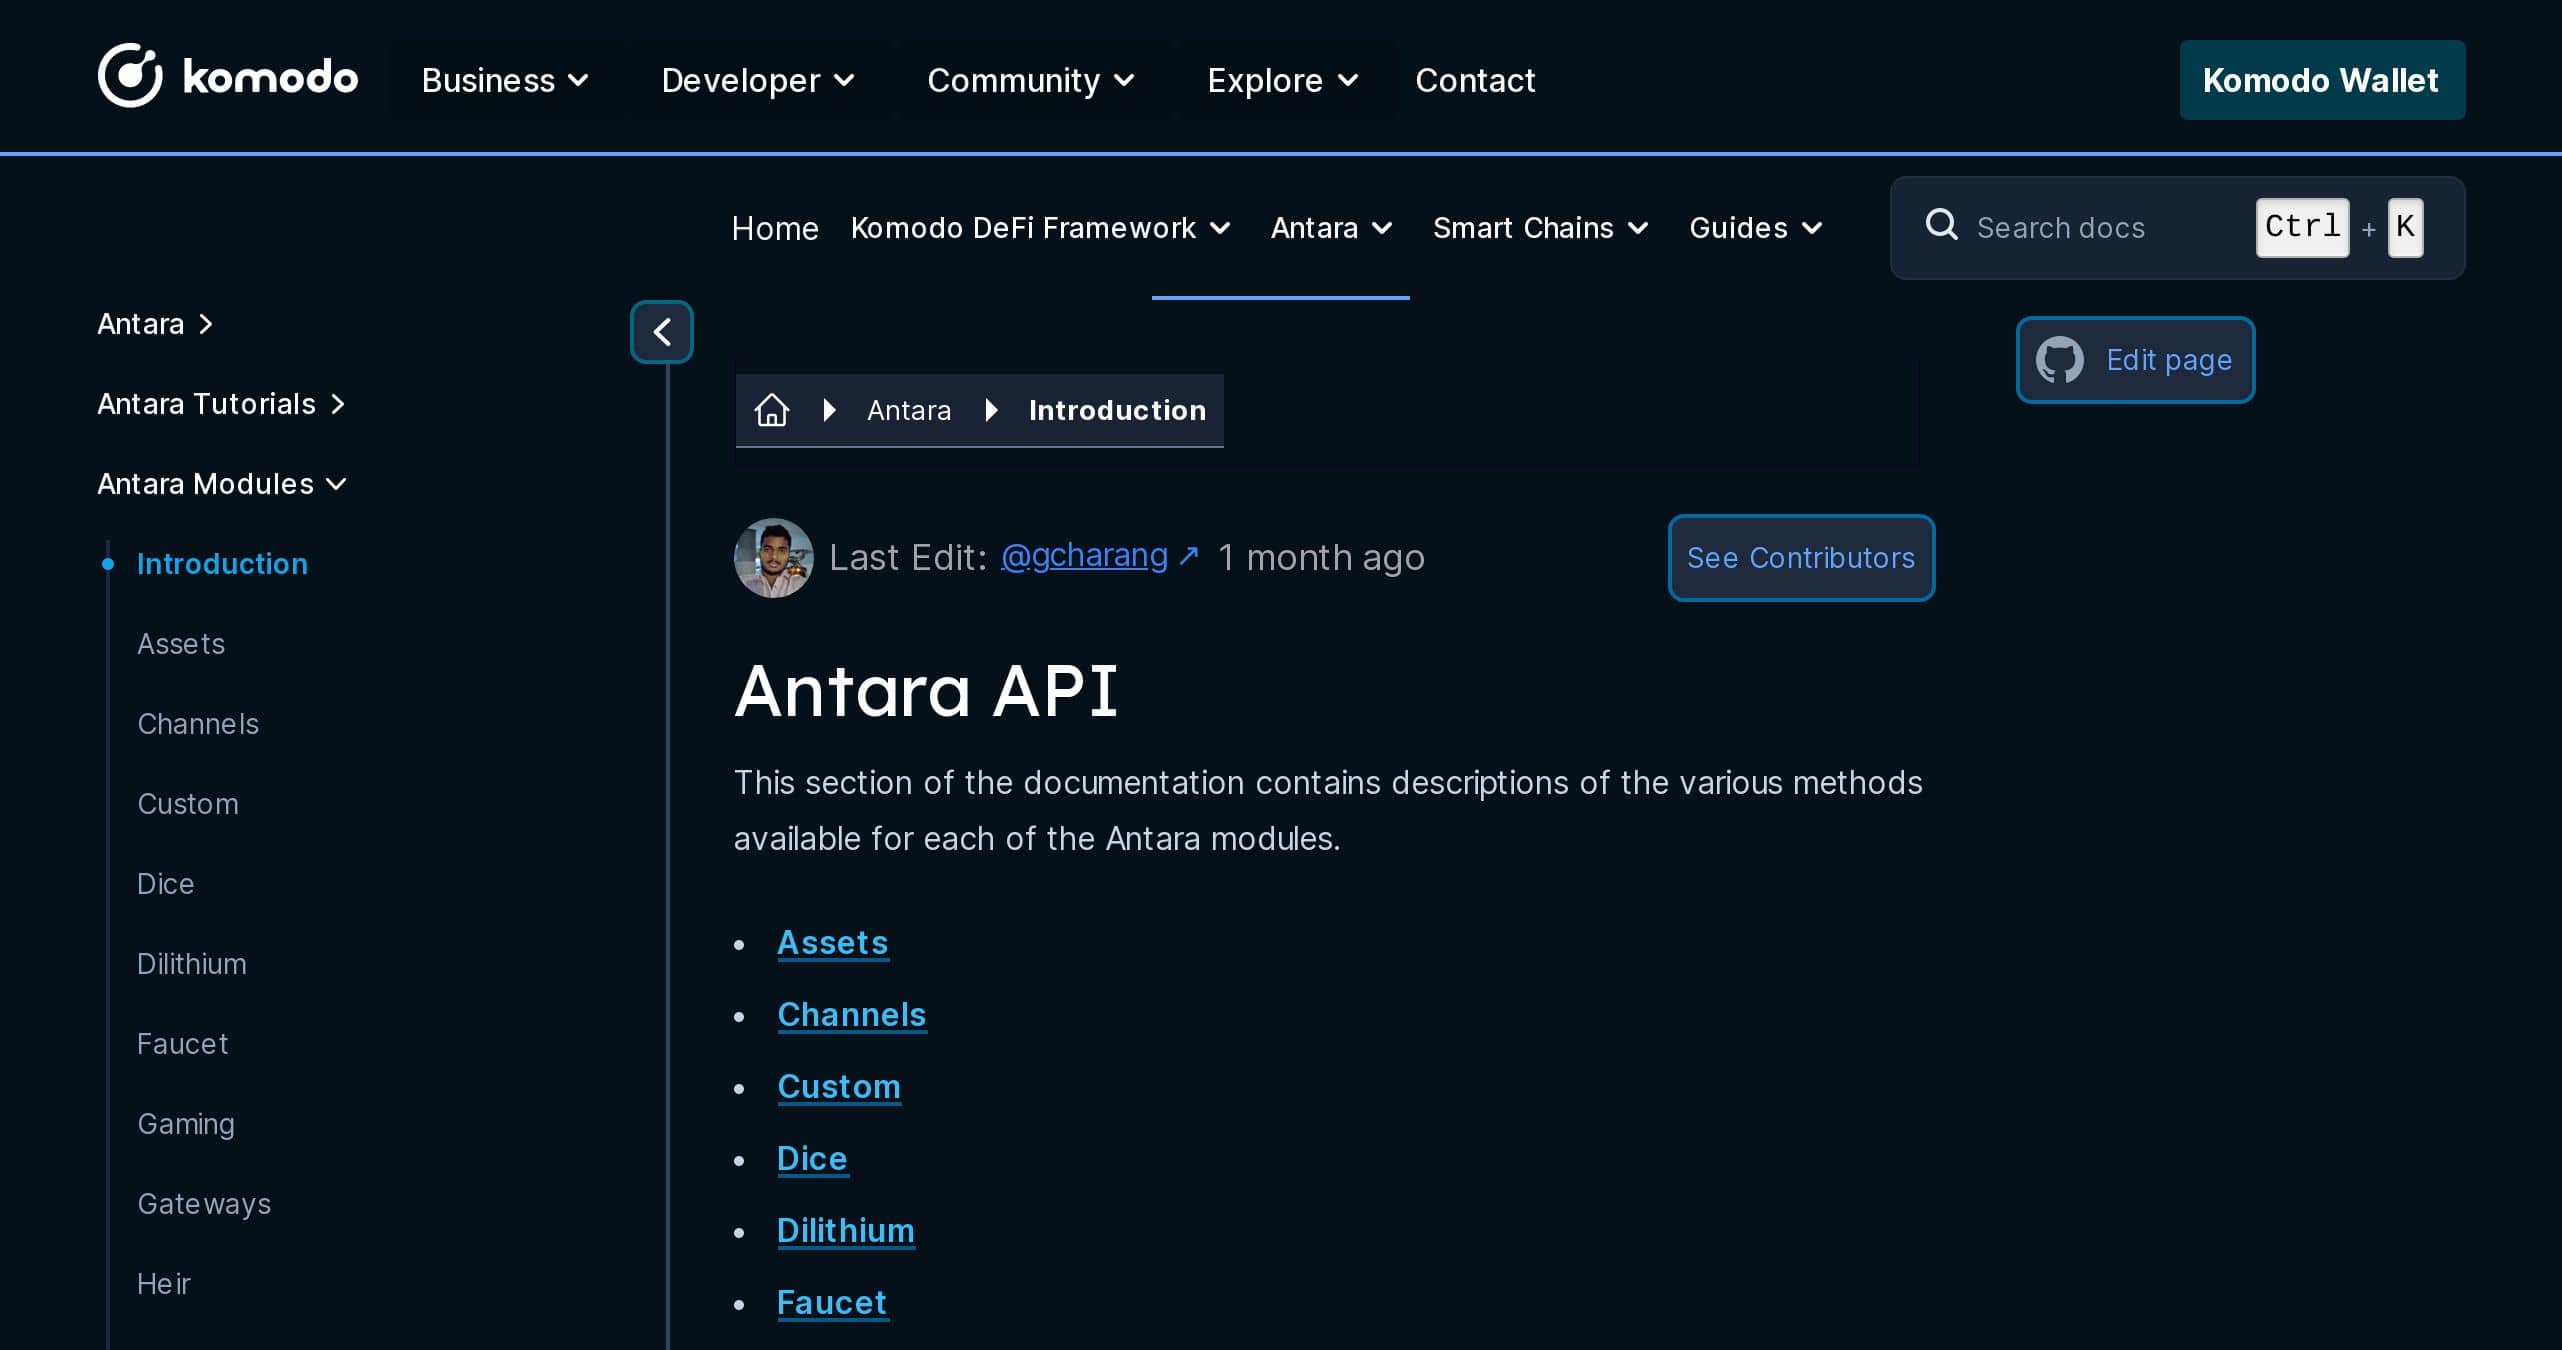 komodo Business Developer Community Explore Contact Komodo Wallet
Home Komodo DeFi Framework Antara Smart Chains Guides Search docs Ctrl + K
Antara
Antara Tutorials
Antara Modules
Introduction
Assets
Channels
Custom
Dice
Dilithium
Faucet
Gaming
Gateways
Heir
Antara Introduction
Edit page
Last Edit: @gcharang ↗ 1 month ago
See Contributors
Antara API
This section of the documentation contains descriptions of the various methods
available for each of the Antara modules.
• Assets
• Channels
• Custom
• Dice
• Dilithium
• Faucet